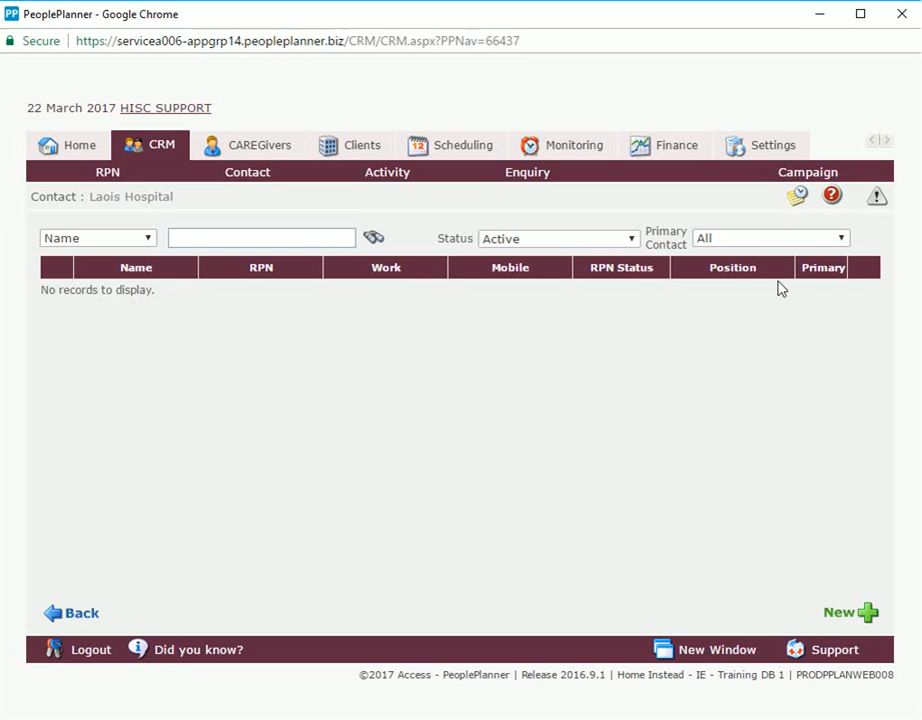 PP PeoplePlanner - Google Chrome
Secure | https://servicea006-appgrp14.peopleplanner.biz/CRM/CRM.aspx?PPNav=66437
22 March 2017 HISC SUPPORT
Home CRM CAREGivers 12 Clients Scheduling Monitoring Finance Settings
RPN Contact Activity Enquiry Campaign
Contact : Laois Hospital
Name Status Active Primary Contact All
Name RPN Work Mobile RPN Status Position Primary
No records to display.
Back New
Logout Did you know? New Window Support
©2017 Access - PeoplePlanner | Release 2016.9.1 | Home Instead - IE - Training DB 1 | PRODPPLANWEB008